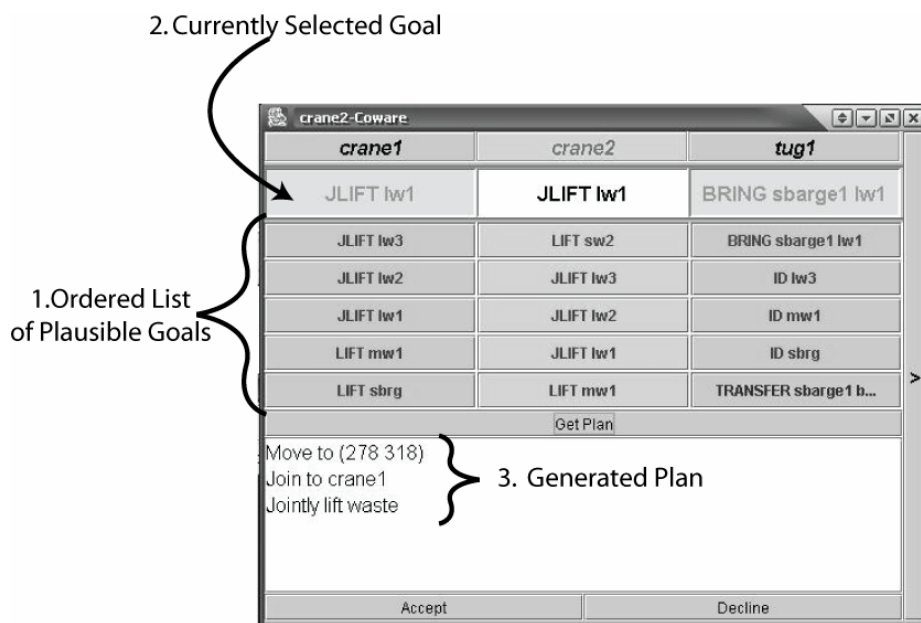 2. Currently Selected Goal
crane2-Coware
crane1 crane2 tug1
JLIFT lw1 JLIFT lw1 BRING sbarge1 lw1
JLIFT lw3 LIFT sw2 BRING sbarge1 lw1
JLIFT lw2 JLIFT lw3 ID lw3
1.Ordered List
of Plausible Goals
JLIFT lw1 JLIFT lw2 ID mw1
LIFT mw1 JLIFT lw1 ID sbrg
LIFT sbrg LIFT mw1 TRANSFER sbarge1 b...
>
Get Plan
Move to (278 318)
Join to crane1
Jointly lift waste
3. Generated Plan
Accept Decline